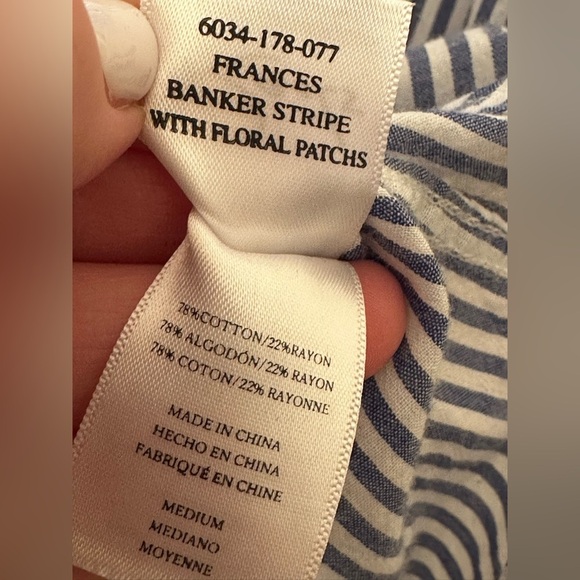 6034-178-077
FRANCES
BANKER STRIPE
WITH FLORAL PATCHS
78%COTTON/22%RAYON
78% ALGODÓN/22% RAYON
78% COTON/22% RAYONNE
MADE IN CHINA
HECHO EN CHINA
FABRIQUÉ EN CHINE
MEDIUM
MEDIANO
MOYENNE